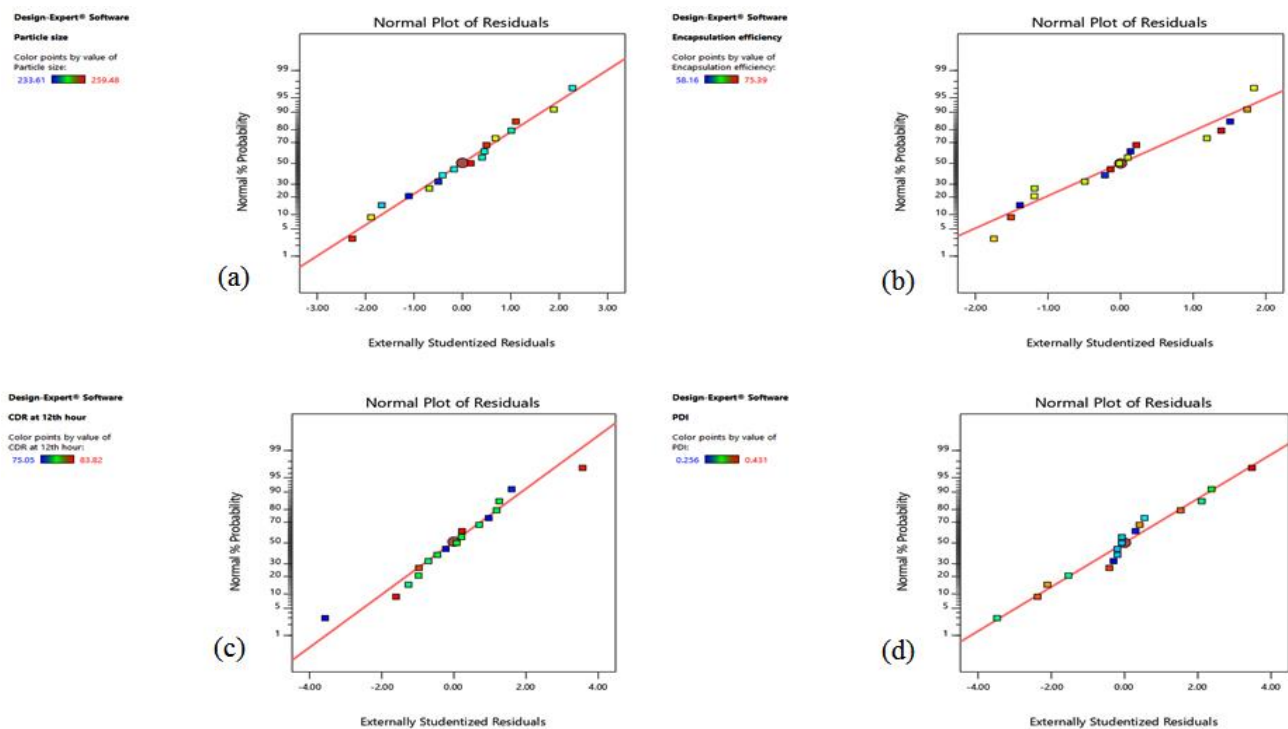 Design-Expert® Software
Particle size
Color points by value of
Particle size:
233.61 259.48
Normal Plot of Residuals
Normal % Probability
99
95
90
80
70
50
30
20
10
5
1
-3.00 -2.00 -1.00 0.00 1.00 2.00 3.00
Externally Studentized Residuals
(a)
Design-Expert® Software
Encapsulation efficiency
Color points by value of
Encapsulation efficiency:
58.16 75.39
Normal Plot of Residuals
Normal % Probability
99
95
90
80
70
50
30
20
10
5
1
-2.00 -1.00 0.00 1.00 2.00
Externally Studentized Residuals
(b)
Design-Expert® Software
CDR at 12th hour
Color points by value of
CDR at 12th hour:
75.05 83.82
Normal Plot of Residuals
Normal % Probability
99
95
90
80
70
50
30
20
10
5
1
-4.00 -2.00 0.00 2.00 4.00
Externally Studentized Residuals
(c)
Design-Expert® Software
PDI
Color points by value of
PDI:
0.256 0.431
Normal Plot of Residuals
Normal % Probability
99
95
90
80
70
50
30
20
10
5
1
-4.00 -2.00 0.00 2.00 4.00
Externally Studentized Residuals
(d)